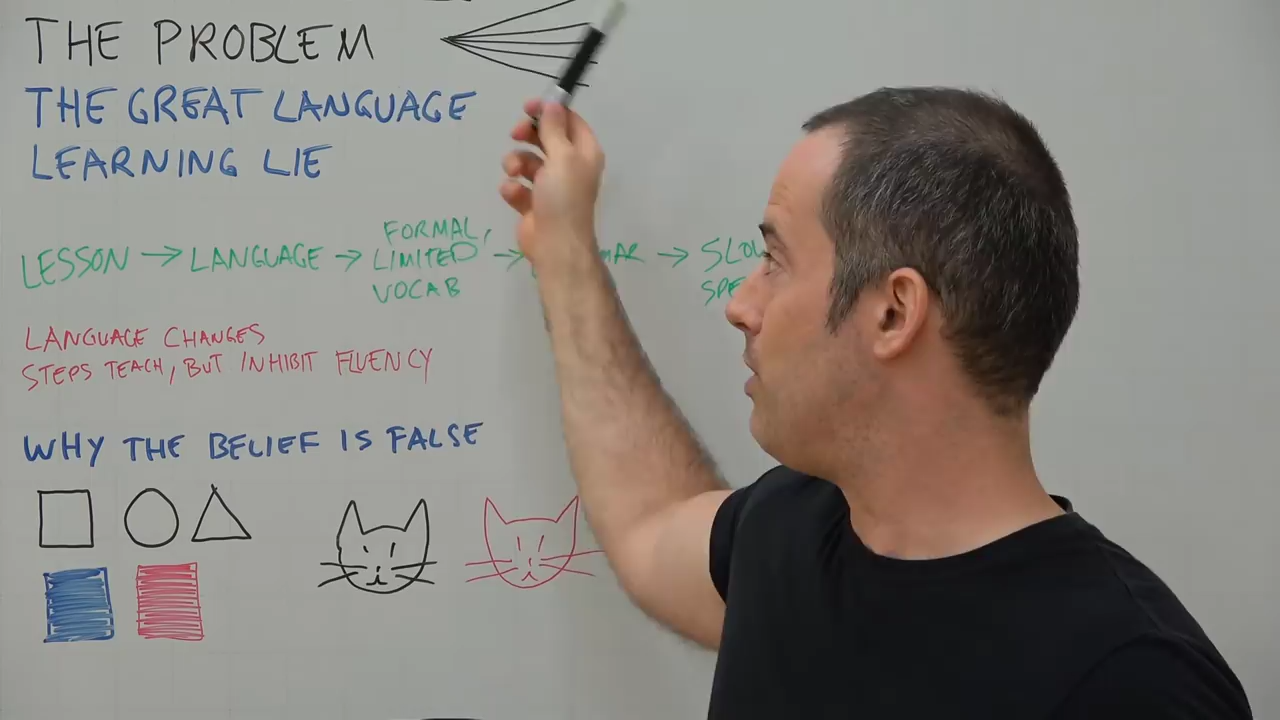 THE PROBLEM
THE GREAT LANGUAGE
LEARNING LIE
LESSON → LANGUAGE → FORMAL, LIMITED VOCAB → → 
LANGUAGE CHANGES
STEPS TEACH, BUT INHIBIT FLUENCY
WHY THE BELIEF IS FALSE